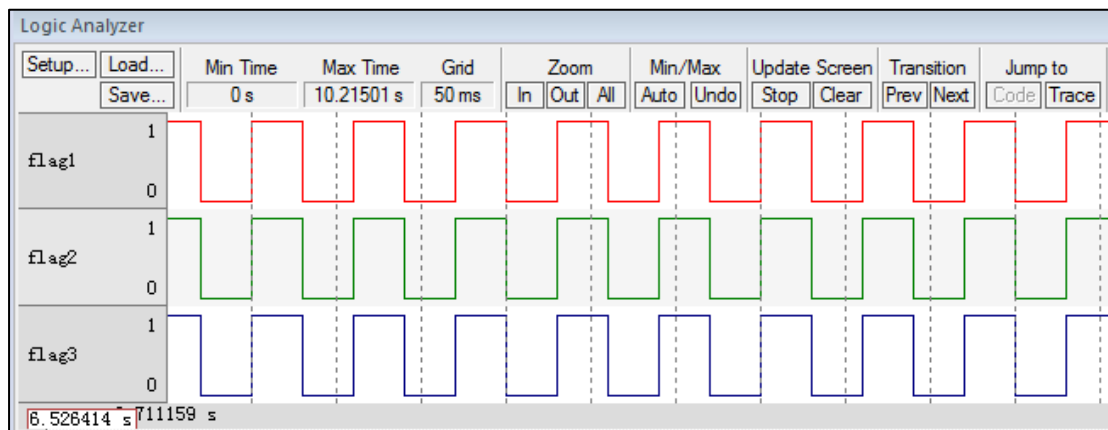 Logic Analyzer
Setup... Load... Min Time Max Time Grid Zoom Min/Max Update Screen Transition Jump to
Save... 0 s 10.21501 s 50 ms In Out All Auto Undo Stop Clear Prev Next Code Trace
1
flag1
0
1
flag2
0
1
flag3
0
6.526414 s 711159 s